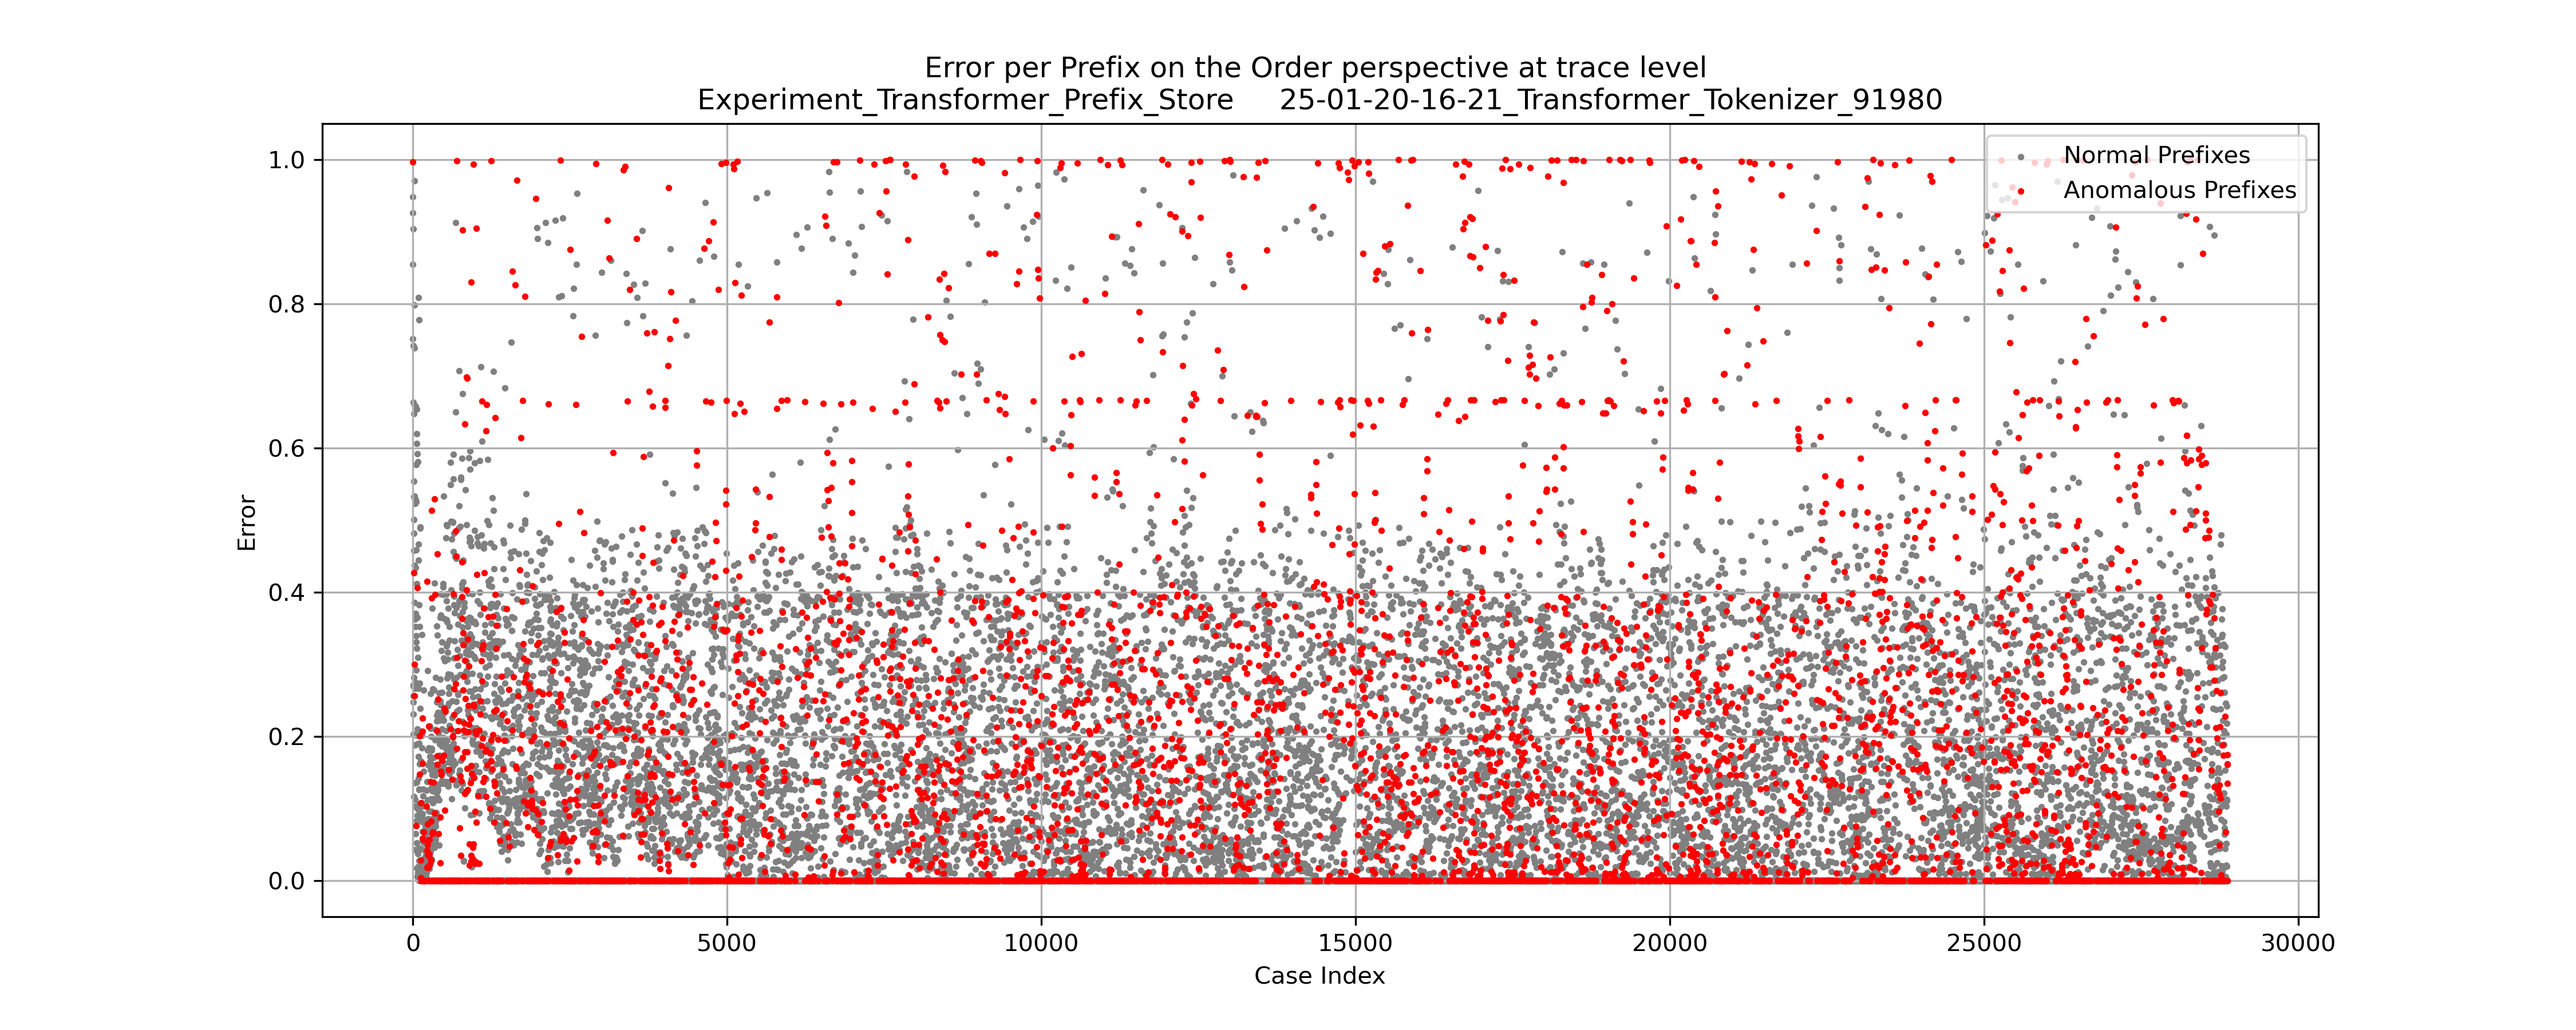 Error per Prefix on the Order perspective at trace level
Experiment_Transformer_Prefix_Store 25-01-20-16-21_Transformer_Tokenizer_91980
Normal Prefixes
Anomalous Prefixes
1.0
0.8
0.6
0.4
0.2
0.0
Error
0 5000 10000 15000 20000 25000 30000
Case Index